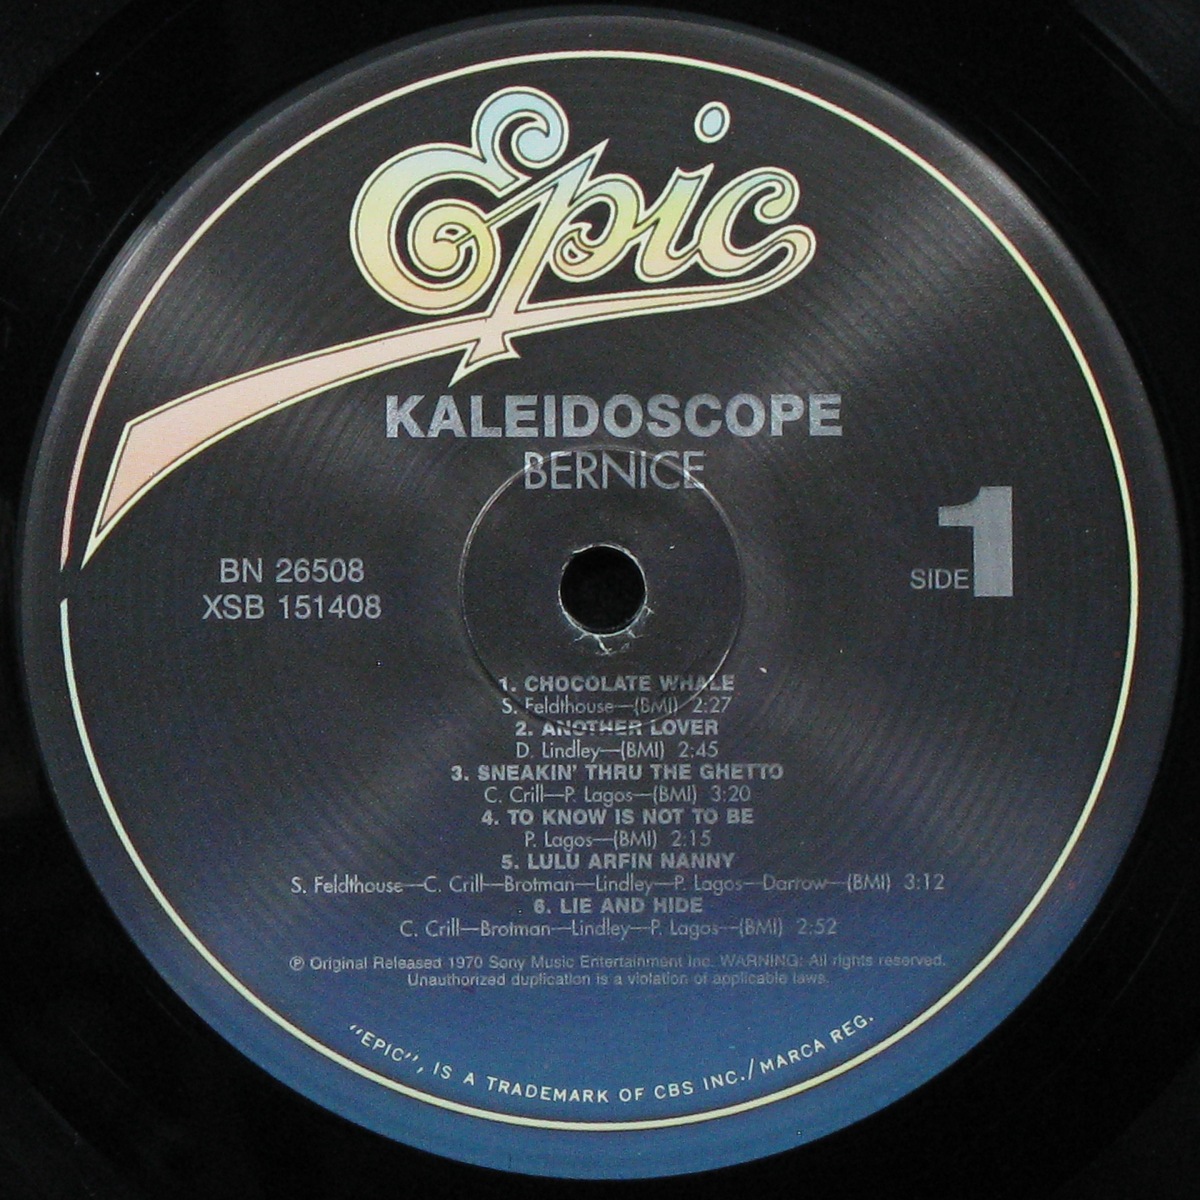 Epic
KALEIDOSCOPE
BERNICE
BN 26508
XSB 151408
SIDE 1
1. CHOCOLATE WHALE
S. Feldthouse—(BMI) 2:27
2. ANOTHER LOVER
D. Lindley—(BMI) 2:45
3. SNEAKIN' THRU THE GHETTO
C. Crill—P. Lagos—(BMI) 3:20
4. TO KNOW IS NOT TO BE
P. Lagos—(BMI) 2:15
5. LULU ARFIN NANNY
S. Feldthouse—C. Crill—Brotman—Lindley—P. Lagos—Darrow—(BMI) 3:12
6. LIE AND HIDE
C. Crill—Brotman—Lindley—P. Lagos—(BMI) 2:52
℗ Original Released 1970 Sony Music Entertainment Inc. WARNING: All rights reserved.
Unauthorized duplication is a violation of applicable laws.
"EPIC", IS A TRADEMARK OF CBS INC./MARCA REG.